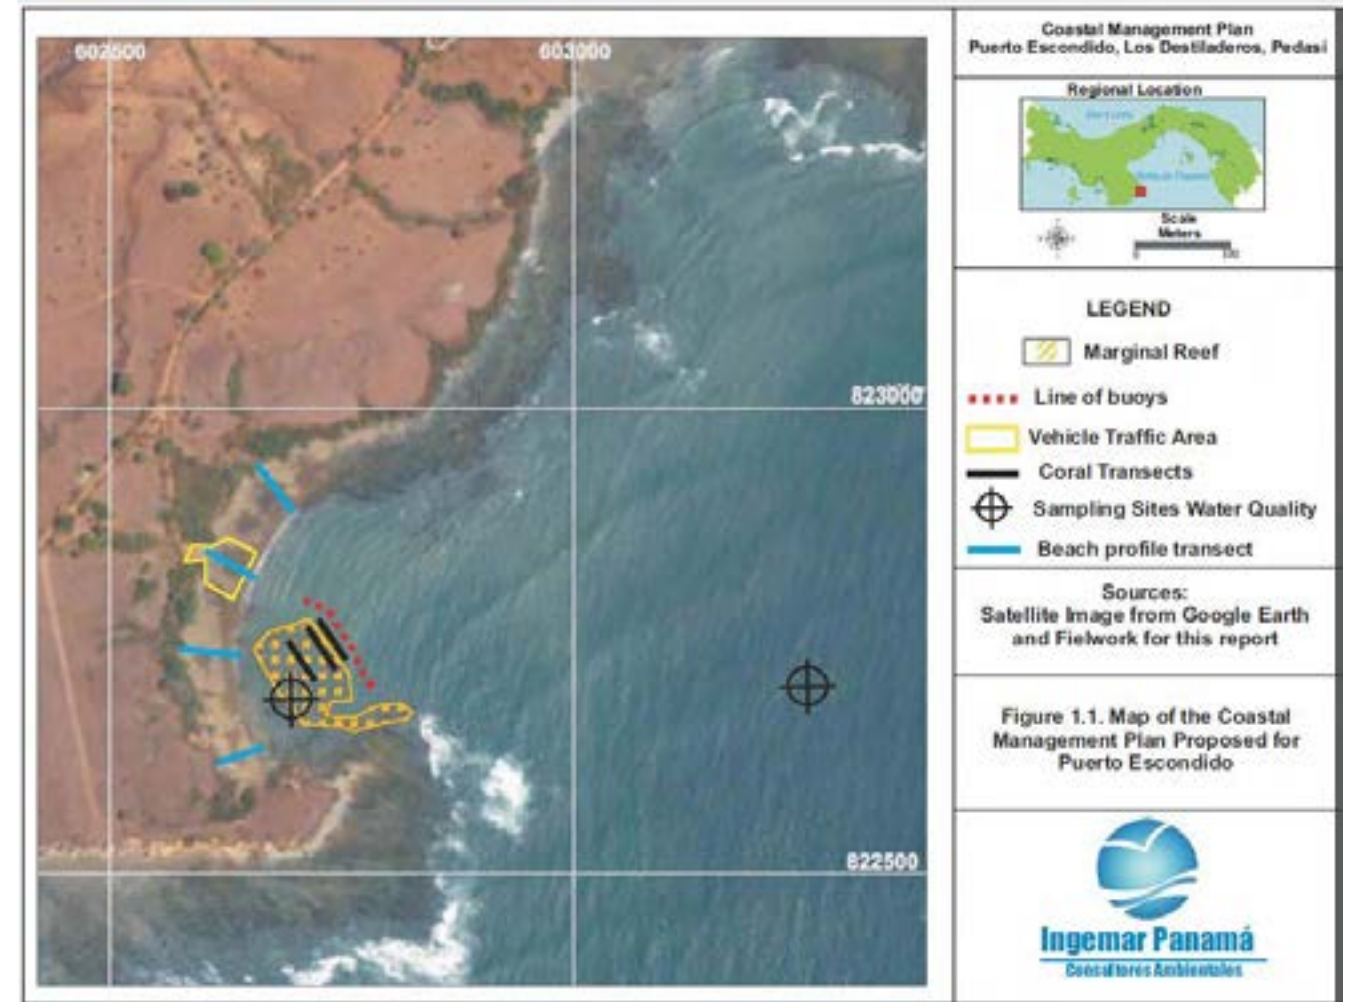 602500
603000
823000
822500
Coastal Management Plan
Puerto Escondido, Los Destiladeros, Pedasi
Regional Location
Scale
Meters
0
100
LEGEND
Marginal Reef
Line of buoys
Vehicle Traffic Area
Coral Transects
Sampling Sites Water Quality
Beach profile transect
Sources:
Satellite Image from Google Earth
and Fielwork for this report
Figure 1.1. Map of the Coastal
Management Plan Proposed for
Puerto Escondido
Ingemar Panamá
Consultores Ambientales